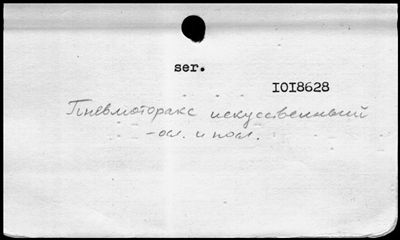 ser.
IOI8628
Пневмоторакс искусственный
-осл. и посл.